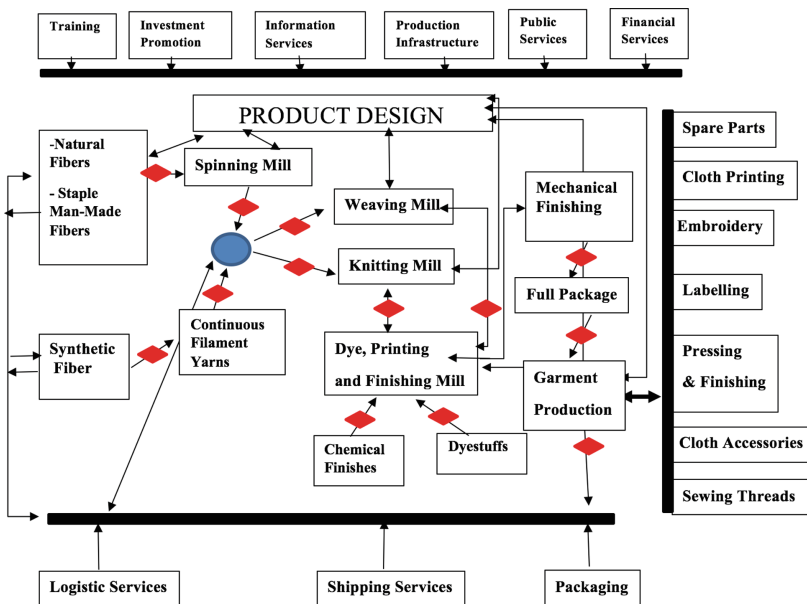 Training
Investment
Promotion
Information
Services
Production
Infrastructure
Public
Services
Financial
Services
PRODUCT DESIGN
-Natural
Fibers
- Staple
Man-Made
Fibers
Spinning Mill
Weaving Mill
Knitting Mill
Mechanical
Finishing
Full Package
Synthetic
Fiber
Continuous
Filament
Yarns
Dye, Printing
and Finishing Mill
Garment
Production
Chemical
Finishes
Dyestuffs
Spare Parts
Cloth Printing
Embroidery
Labelling
Pressing
& Finishing
Cloth Accessories
Sewing Threads
Logistic Services
Shipping Services
Packaging